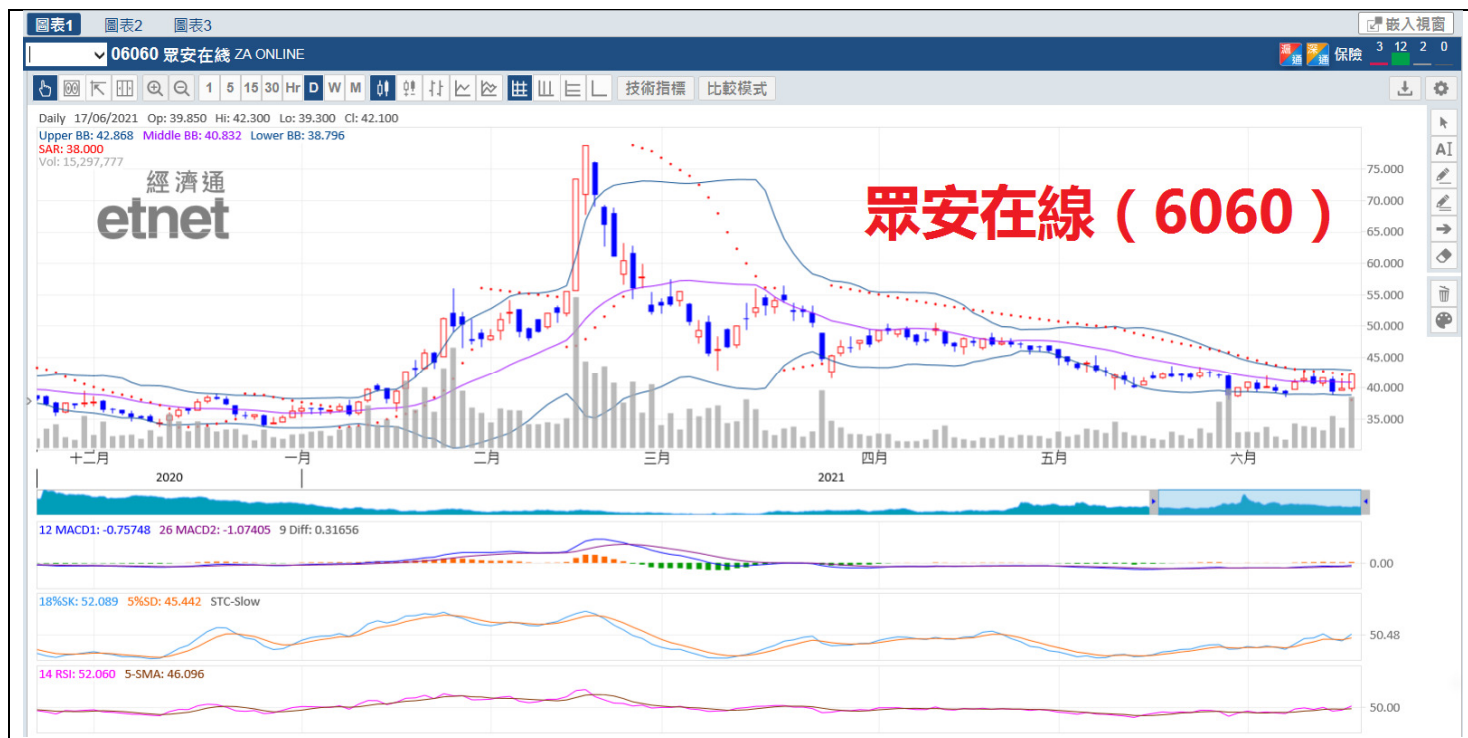 圖表1 圖表2 圖表3 嵌入視窗
06060 眾安在綫 ZA ONLINE 滬通 深通 保險 3 12 2 0
1 5 15 30 Hr D W M 技術指標 比較模式
Daily 17/06/2021 Op: 39.850 Hi: 42.300 Lo: 39.300 Cl: 42.100
Upper BB: 42.868 Middle BB: 40.832 Lower BB: 38.796
SAR: 38.000
Vol: 15,297,777
經濟通
etnet
眾安在線（6060）
AI
75.000
70.000
65.000
60.000
55.000
50.000
45.000
40.000
35.000
十二月 一月 二月 三月 四月 五月 六月
2020 2021
12 MACD1: -0.75748 26 MACD2: -1.07405 9 Diff: 0.31656
0.00
18%SK: 52.089 5%SD: 45.442 STC-Slow
50.48
14 RSI: 52.060 5-SMA: 46.096
50.00